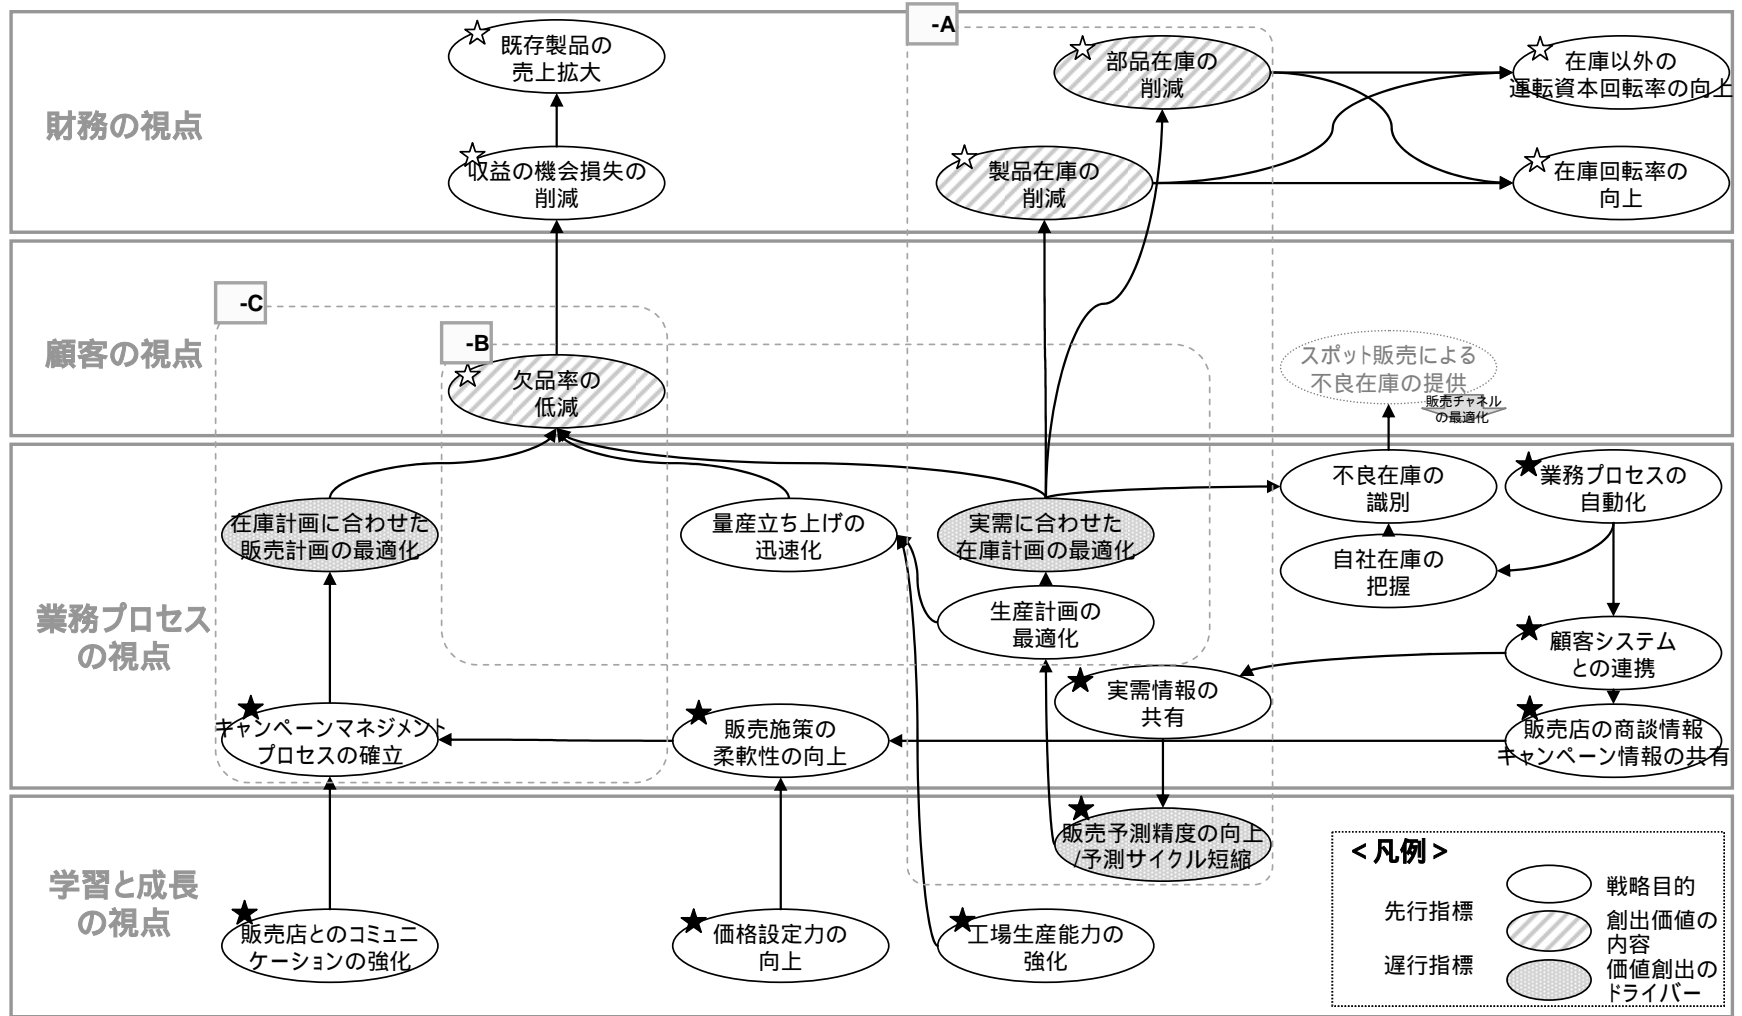 -A
既存製品の
売上拡大
部品在庫の
削減
在庫以外の
運転資本回転率の向上
財務の視点
収益の機会損失の
削減
製品在庫の
削減
在庫回転率の
向上
-C
-B
顧客の視点
欠品率の
低減
スポット販売による
不良在庫の提供
販売チャネル
の最適化
不良在庫の
識別
業務プロセスの
自動化
在庫計画に合わせた
販売計画の最適化
量産立ち上げの
迅速化
実需に合わせた
在庫計画の最適化
自社在庫の
把握
業務プロセス
の視点
生産計画の
最適化
顧客システム
との連携
実需情報の
共有
キャンペーンマネジメント
プロセスの確立
販売施策の
柔軟性の向上
販売店の商談情報
キャンペーン情報の共有
販売予測精度の向上
/予測サイクル短縮
学習と成長
の視点
販売店とのコミュニ
ケーションの強化
価格設定力の
向上
工場生産能力の
強化
<凡例>
先行指標
遅行指標
戦略目的
創出価値の
内容
価値創出の
ドライバー